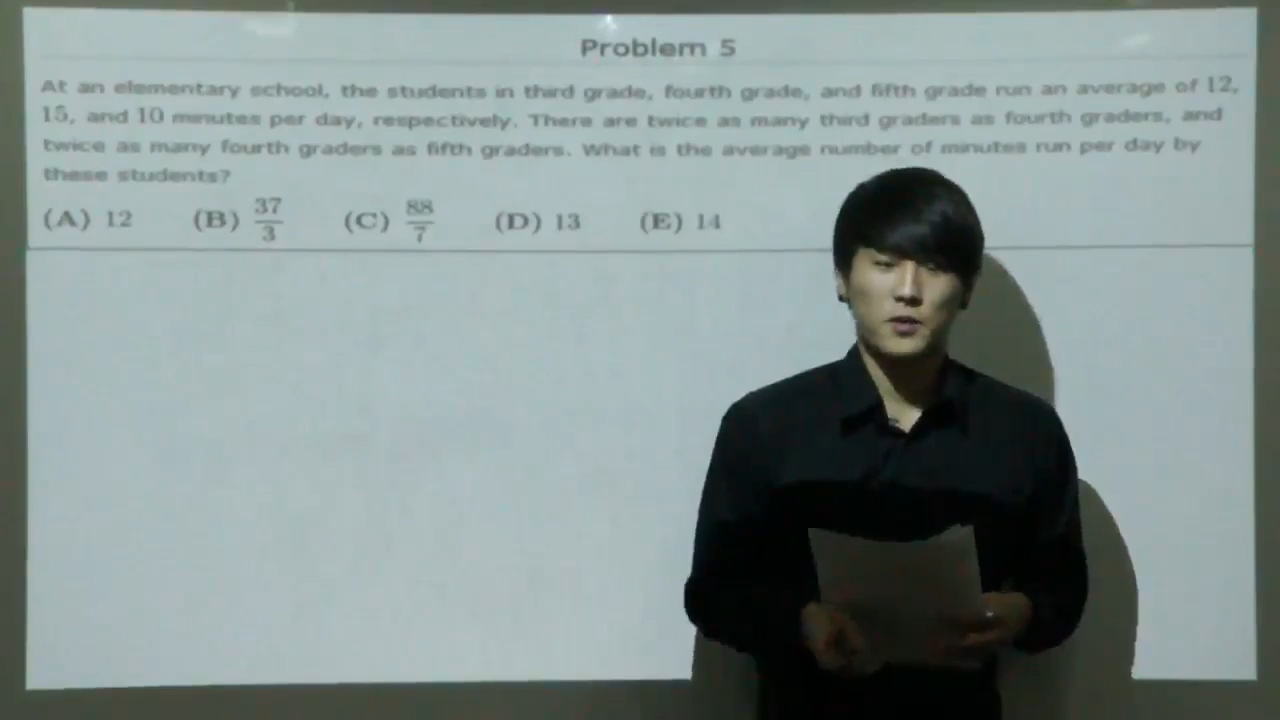 Problem 5
At an elementary school, the students in third grade, fourth grade, and fifth grade run an average of 12,
15, and 10 minutes per day, respectively. There are twice as many third graders as fourth graders, and
twice as many fourth graders as fifth graders. What is the average number of minutes run per day by
these students?
(A) 12 (B) 37/3 (C) 88/7 (D) 13 (E) 14